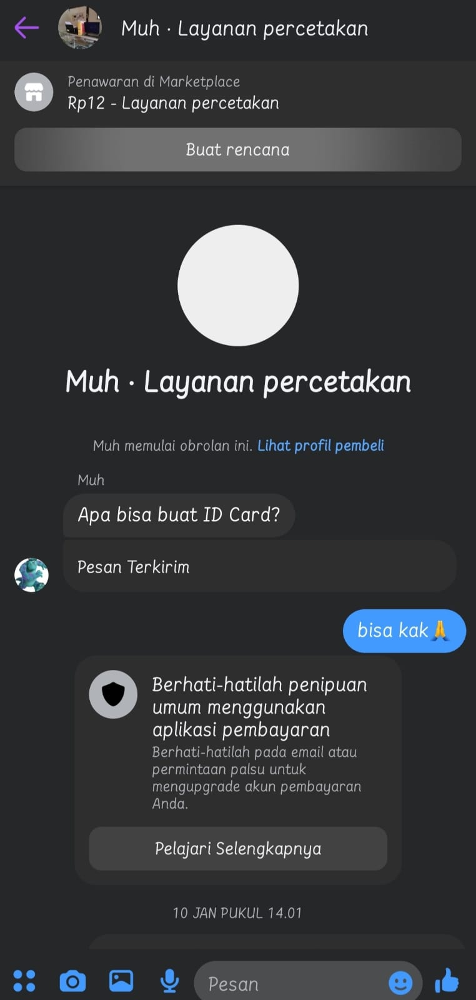 Muh · Layanan percetakan
Penawaran di Marketplace
Rp12 - Layanan percetakan
Buat rencana
Muh · Layanan percetakan
Muh memulai obrolan ini. Lihat profil pembeli
Muh
Apa bisa buat ID Card?
Pesan Terkirim
bisa kak🙏
Berhati-hatilah penipuan
umum menggunakan
aplikasi pembayaran
Berhati-hatilah pada email atau
permintaan palsu untuk
mengupgrade akun pembayaran
Anda.
Pelajari Selengkapnya
10 JAN PUKUL 14.01
Pesan